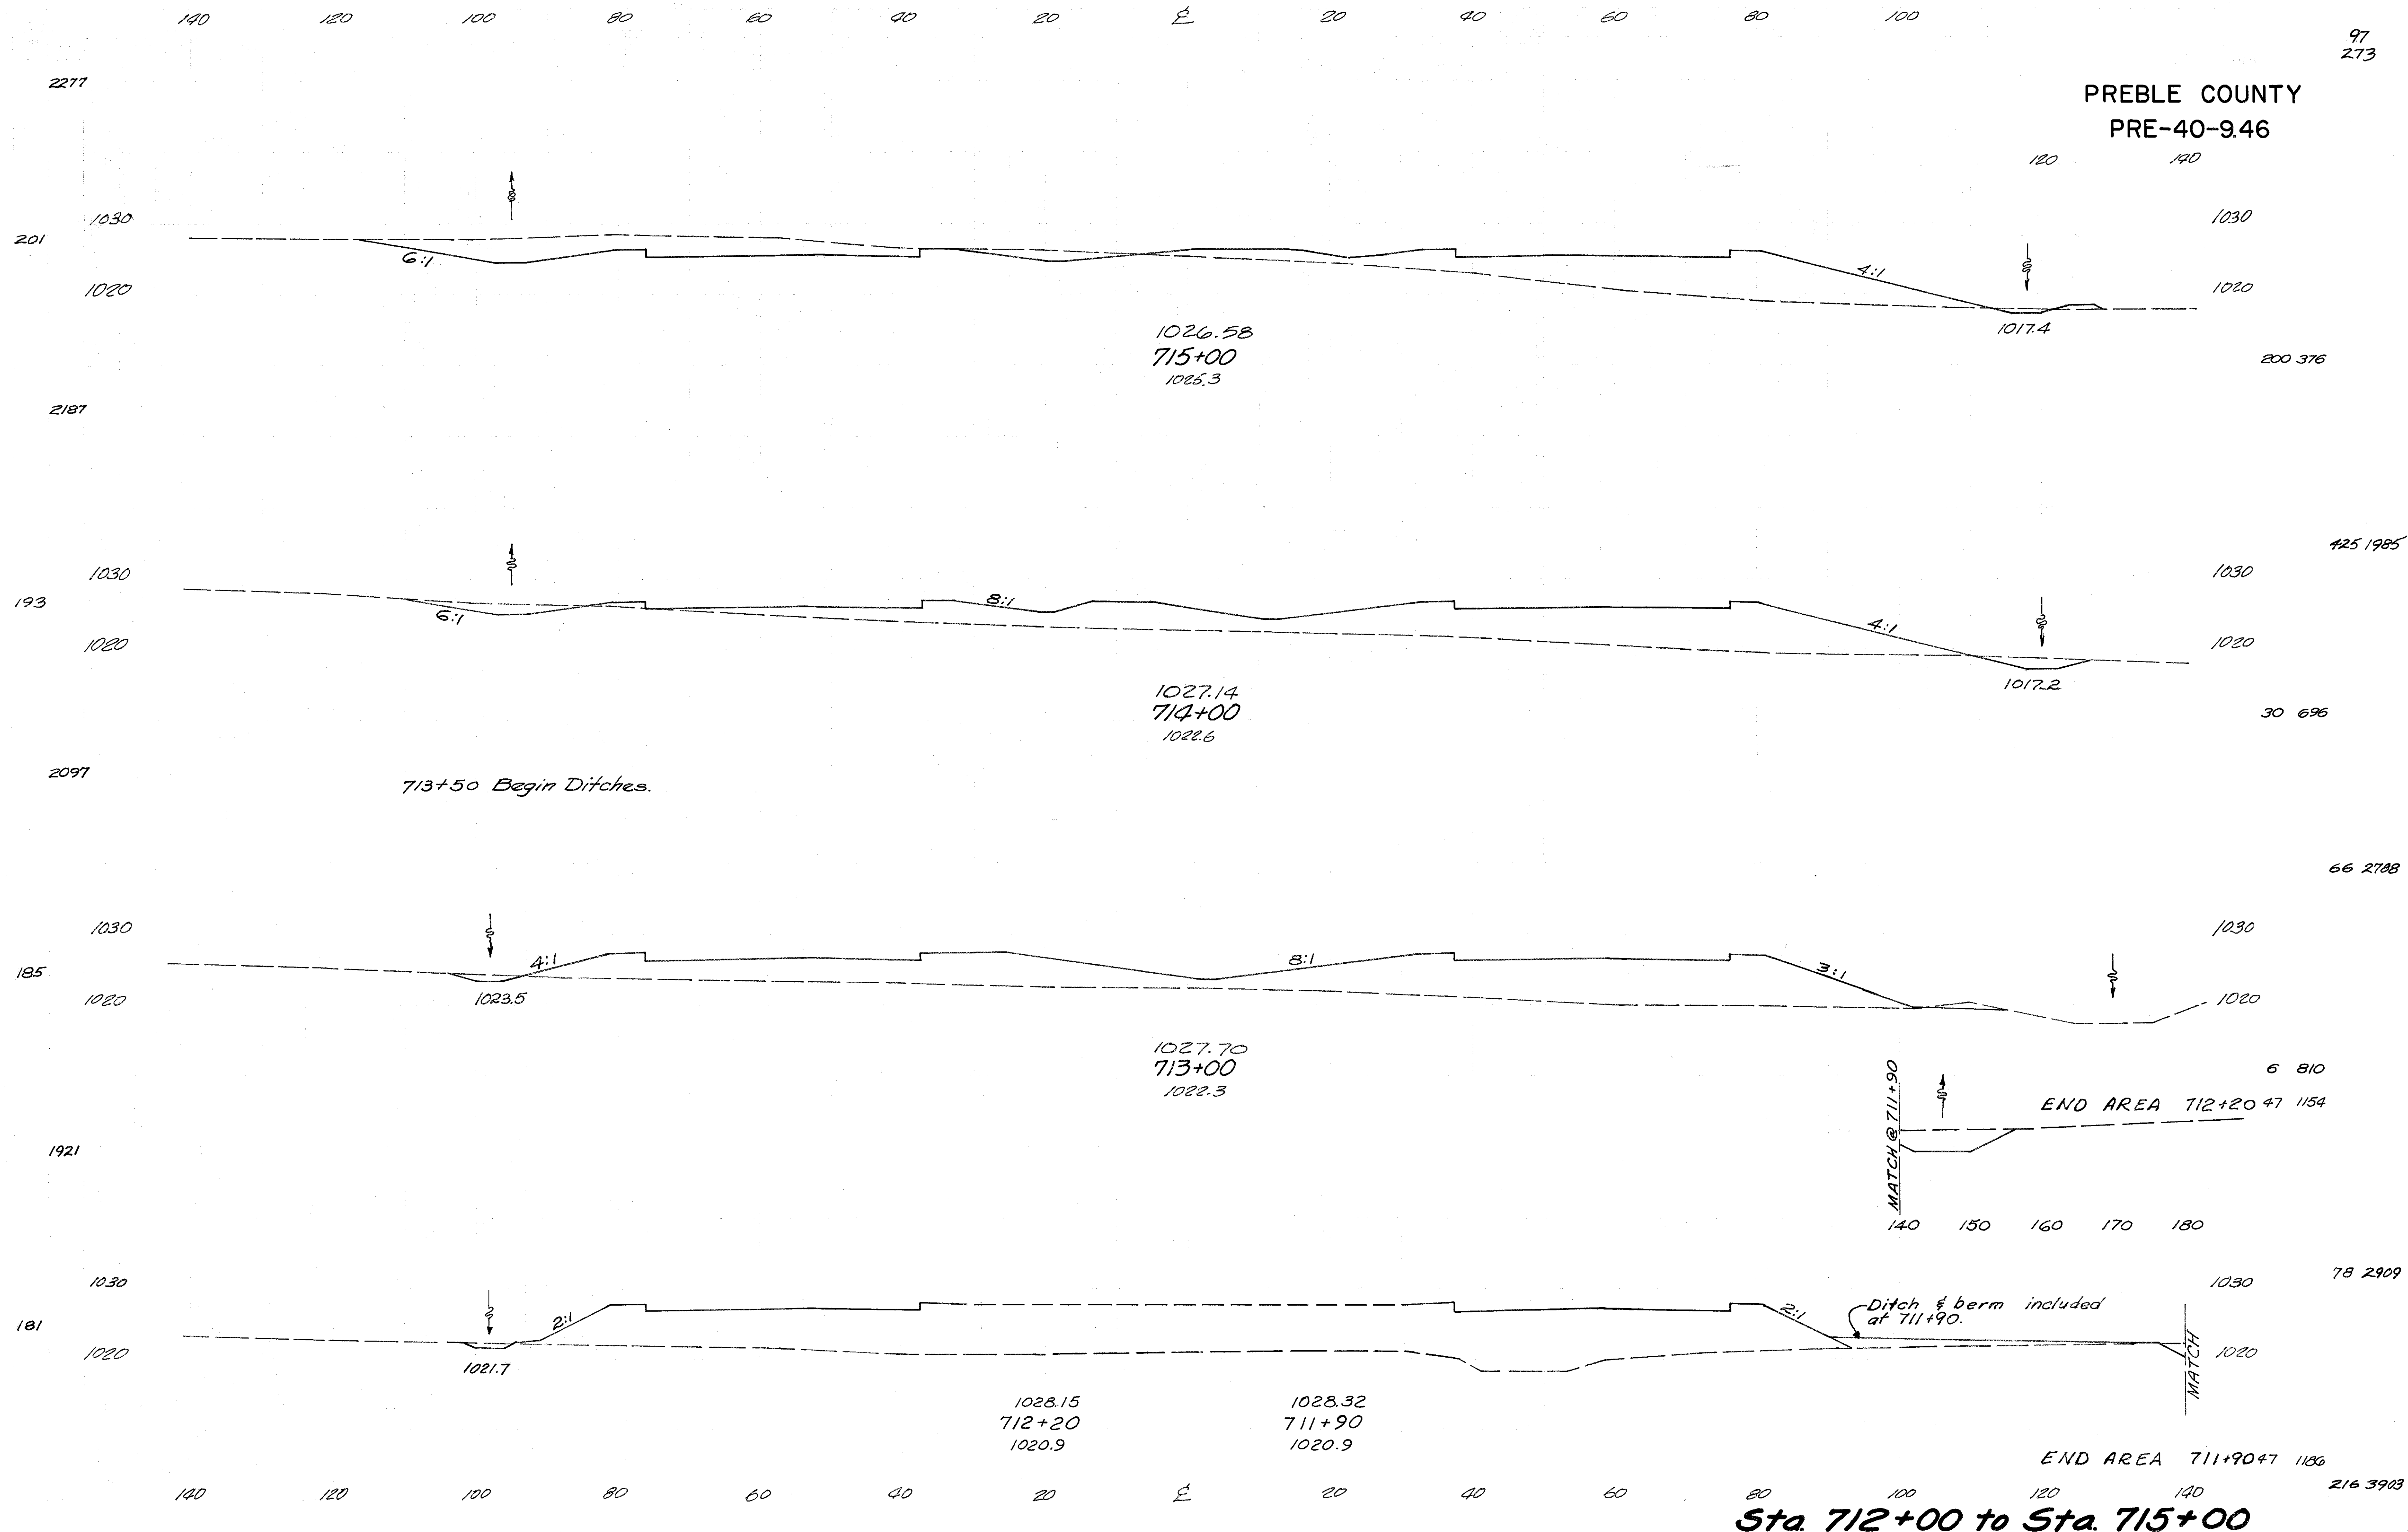 140 120 100 80 60 40 20 ℄ 20 40 60 80 100
97
273
2277
PREBLE COUNTY
PRE-40-9.46
120 140
1030 1030
201
6:1 4:1
1020 1020
1026.58 1017.4
715+00
1025.3
200 376
2187
425 1985
1030 1030
193
8:1
6:1 4:1
1020 1020
1027.14 1017.2
714+00
1022.6
30 696
2097
713+50 Begin Ditches.
66 2788
1030 1030
185
4:1 8:1 3:1
1020 1023.5 1020
1027.70
713+00
1022.3
6 810
END AREA 712+20 47 1154
MATCH @ 711+90
1921
140 150 160 170 180
1030 1030
78 2909
181
2:1 2:1
Ditch & berm included
at 711+90.
1020 1020
1021.7
MATCH
1028.15 1028.32
712+20 711+90
1020.9 1020.9
END AREA 711+90 47 1186
216 3903
140 120 100 80 60 40 20 ℄ 20 40 60 80 100 120 140
Sta. 712+00 to Sta. 715+00